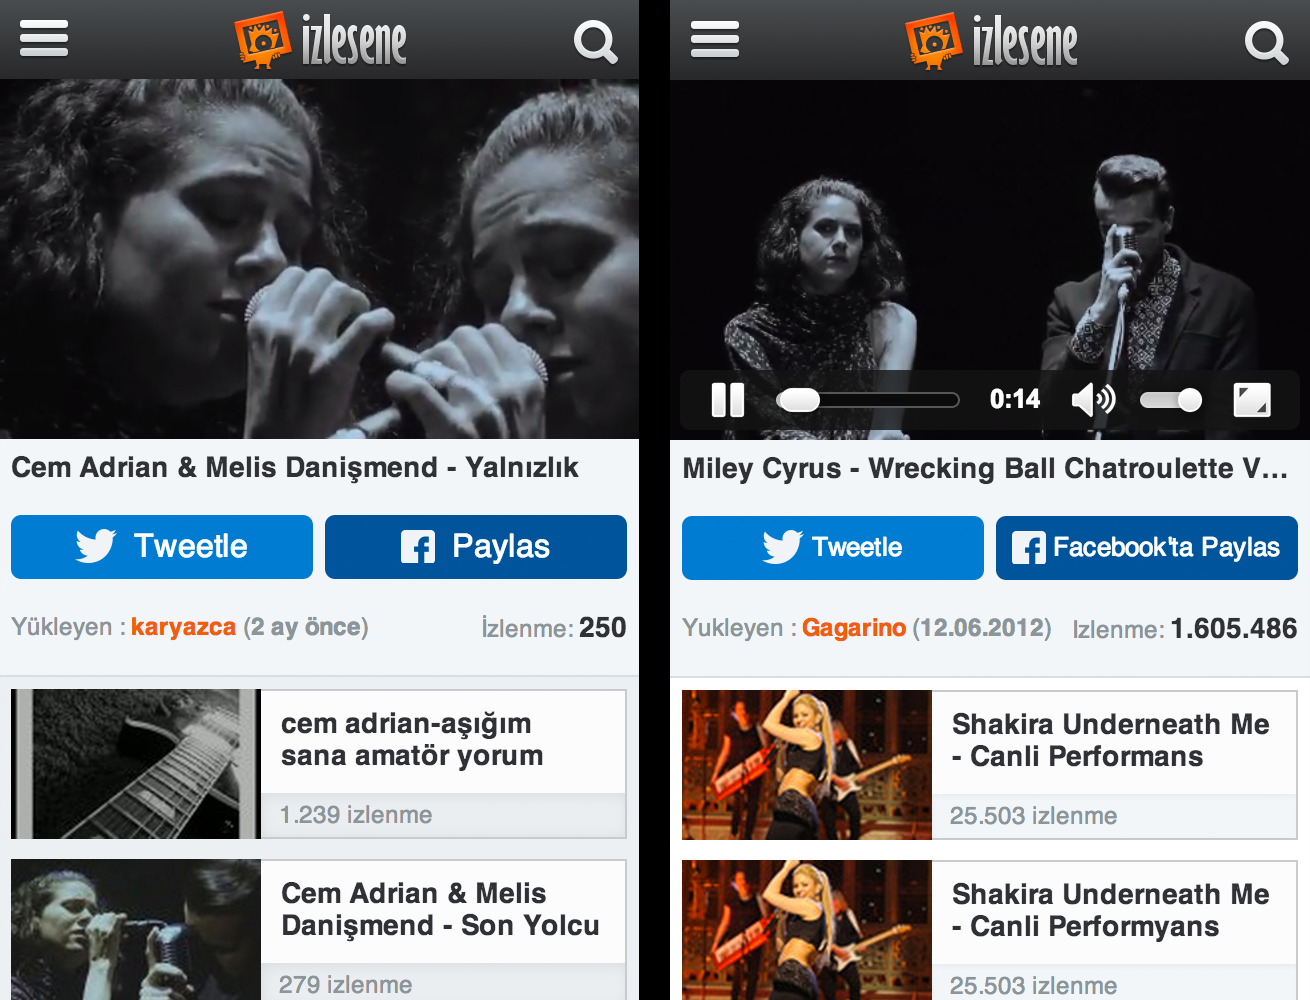 izlesene
Cem Adrian & Melis Danişmend - Yalnızlık
Tweetle
Paylas
Yükleyen : karyazca (2 ay önce)
İzlenme: 250
cem adrian-aşığım
sana amatör yorum
1.239 izlenme
Cem Adrian & Melis
Danişmend - Son Yolcu
279 izlenme
izlesene
0:14
Miley Cyrus - Wrecking Ball Chatroulette V...
Tweetle
Facebook'ta Paylas
Yukleyen : Gagarino (12.06.2012)
Izlenme: 1.605.486
Shakira Underneath Me
- Canli Performans
25.503 izlenme
Shakira Underneath Me
- Canli Performyans
25.503 izlenme